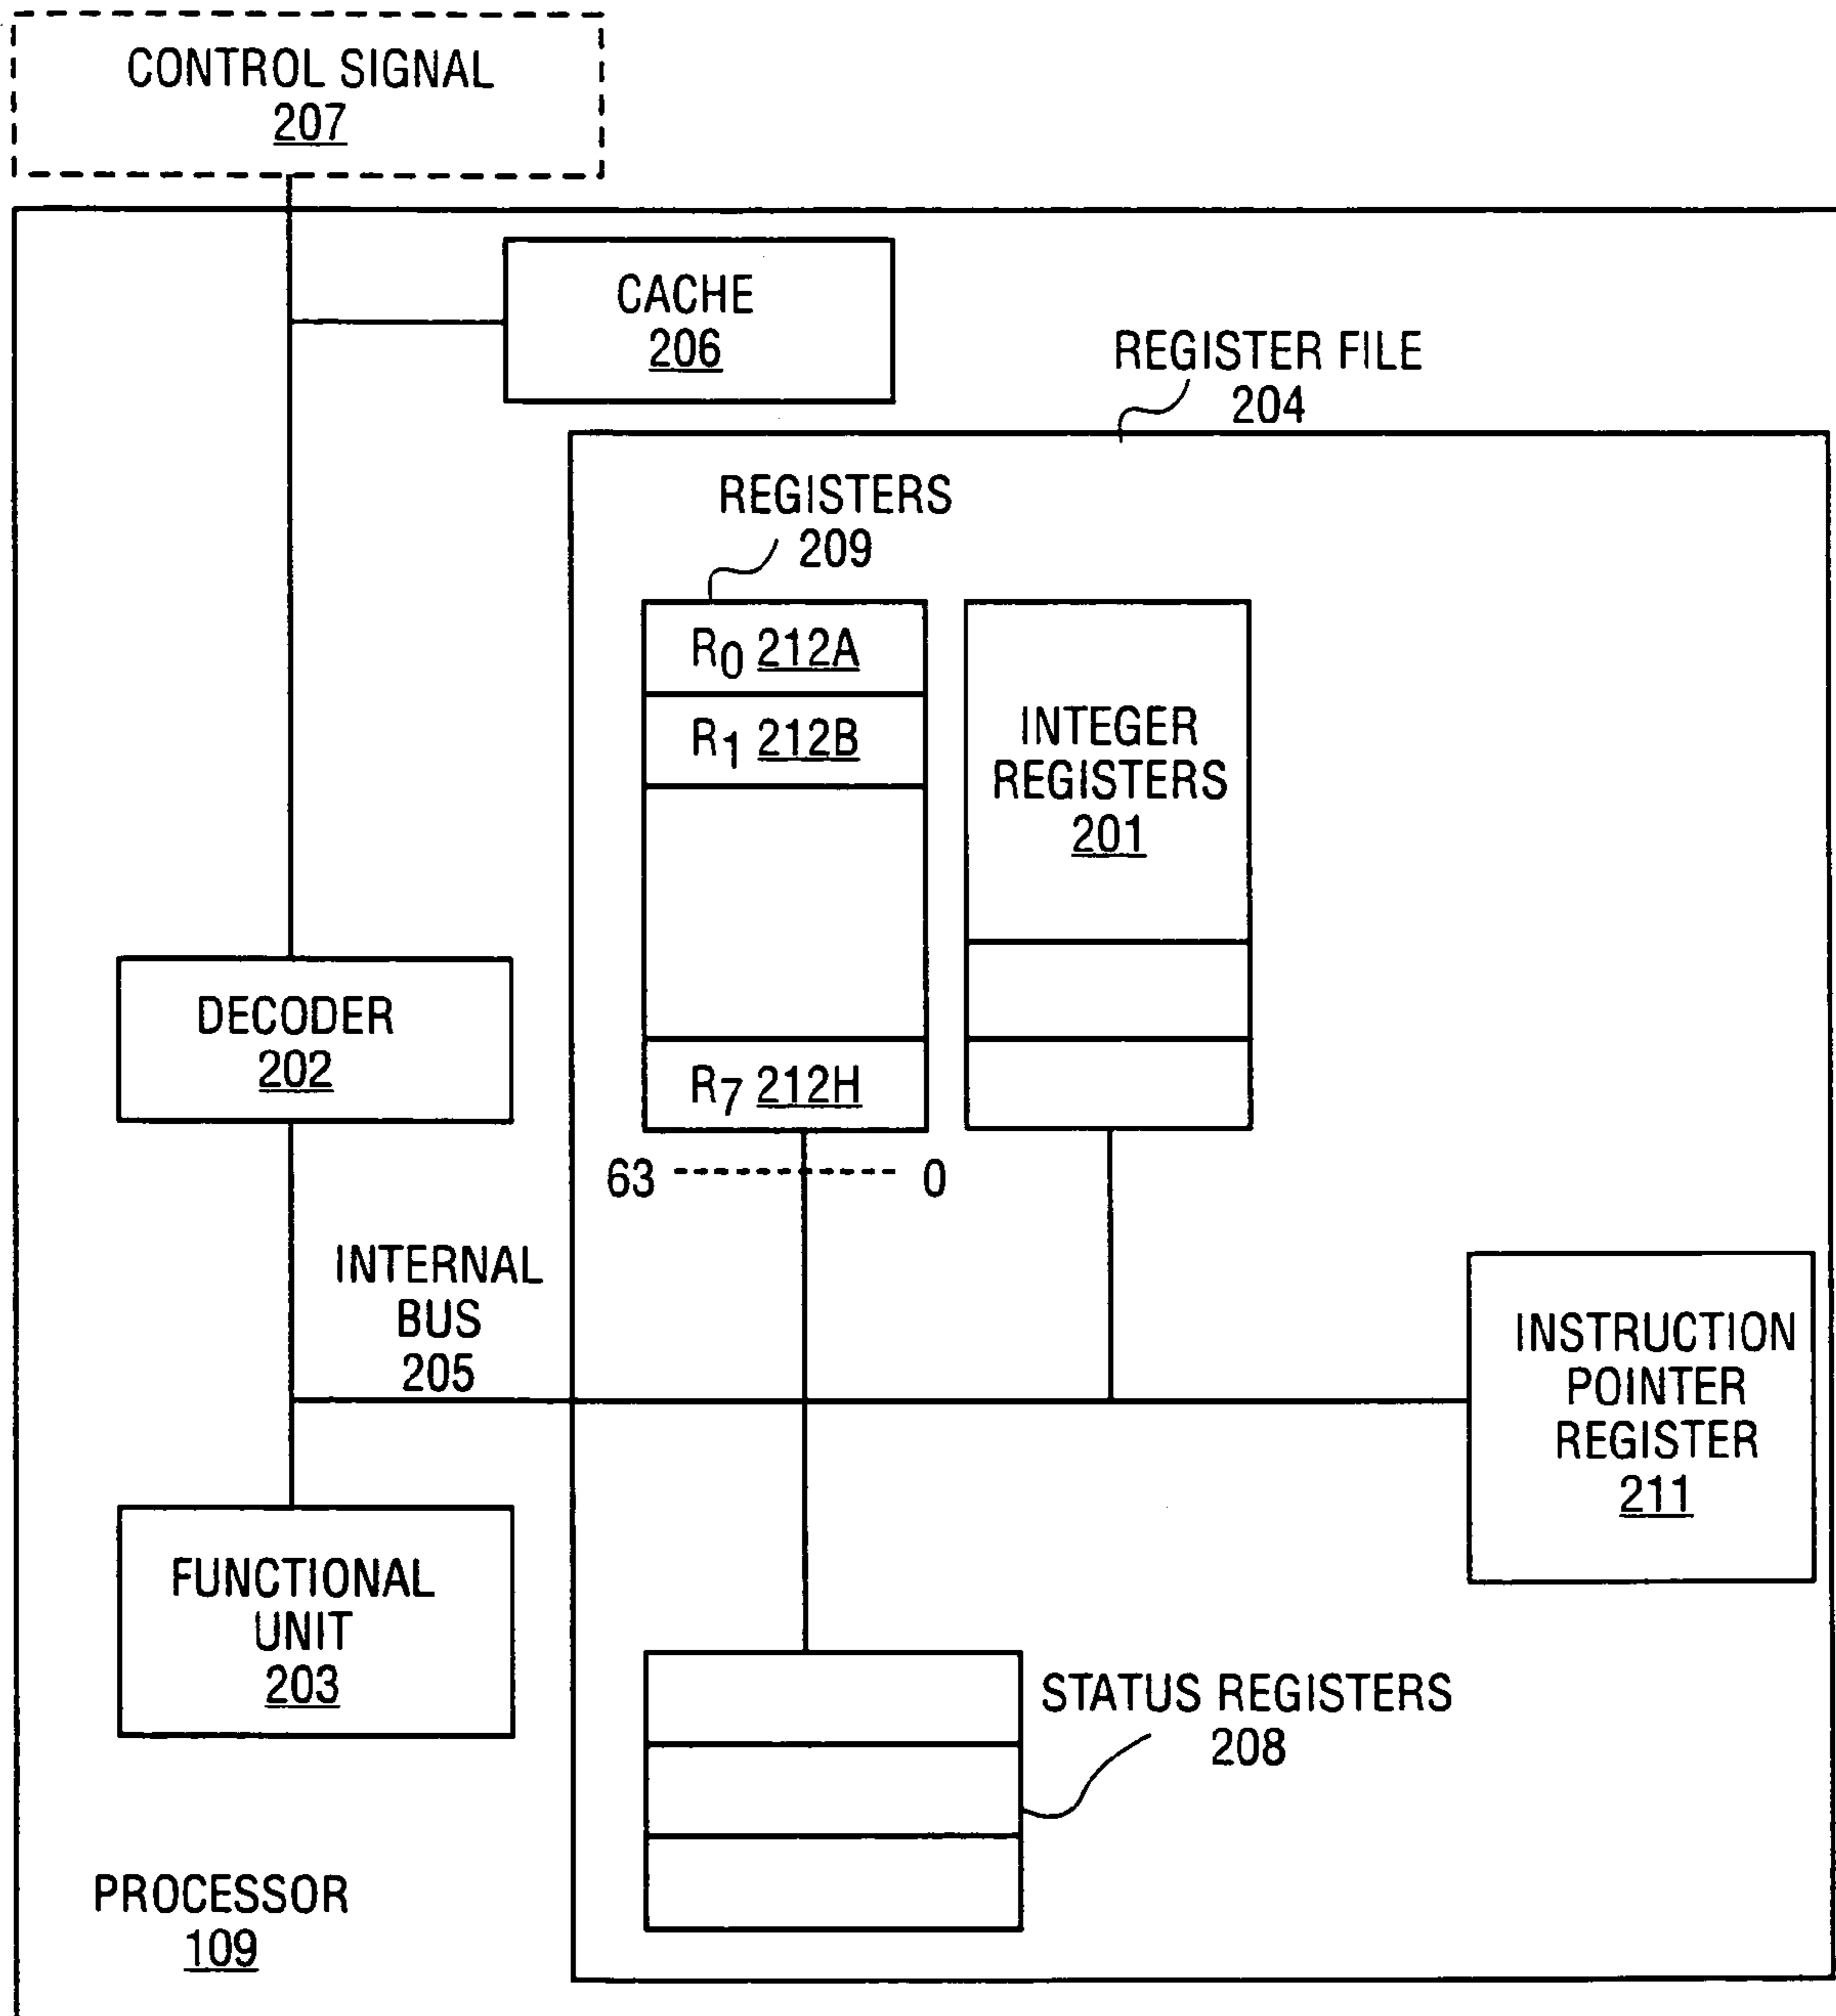 CONTROL SIGNAL
207
CACHE
206
REGISTER FILE
204
REGISTERS
209
R0 212A
R1 212B
R7 212H
63 0
INTEGER
REGISTERS
201
DECODER
202
INTERNAL
BUS
205
INSTRUCTION
POINTER
REGISTER
211
FUNCTIONAL
UNIT
203
STATUS REGISTERS
208
PROCESSOR
109